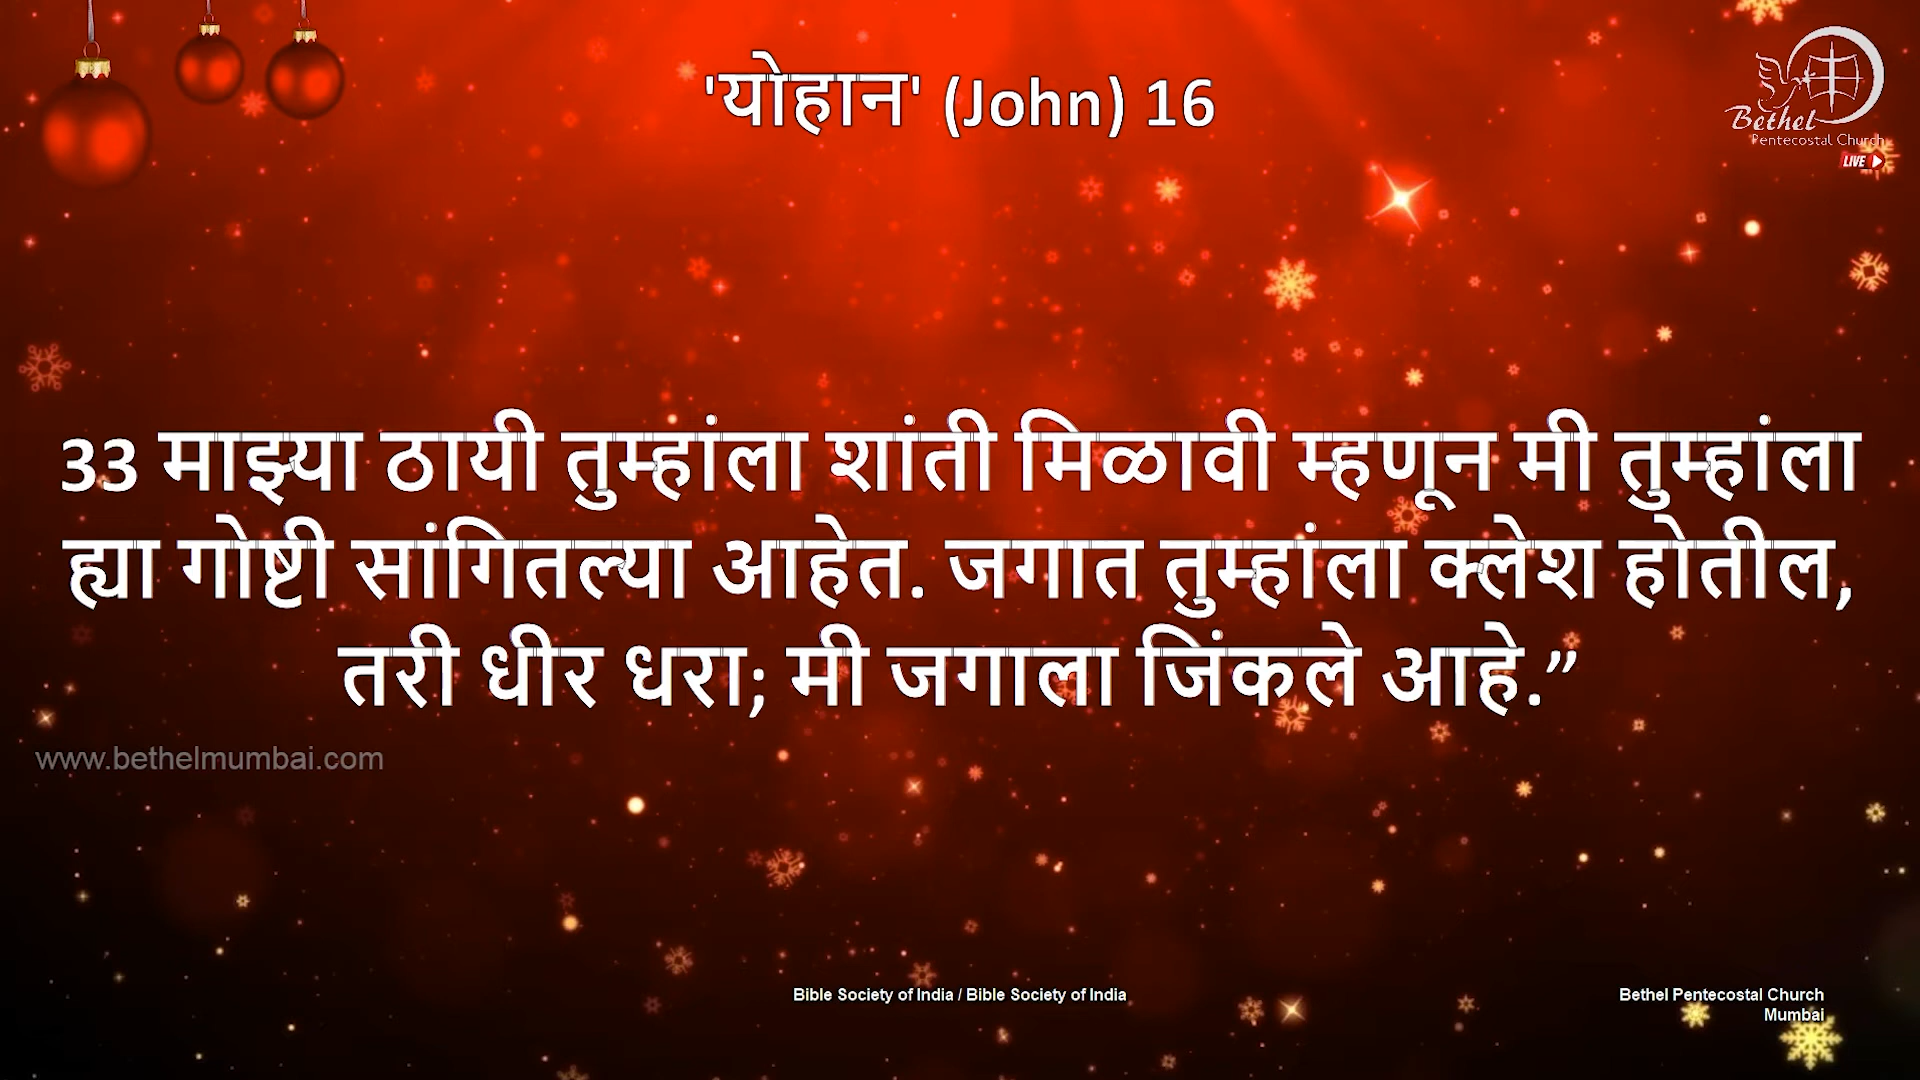 'योहान' (John) 16
Bethel
Pentecostal Church
LIVE
33 माझ्या ठायी तुम्हांला शांती मिळावी म्हणून मी तुम्हांला
ह्या गोष्टी सांगितल्या आहेत. जगात तुम्हांला क्लेश होतील,
तरी धीर धरा; मी जगाला जिंकले आहे.”
www.bethelmumbai.com
Bible Society of India / Bible Society of India
Bethel Pentecostal Church
Mumbai